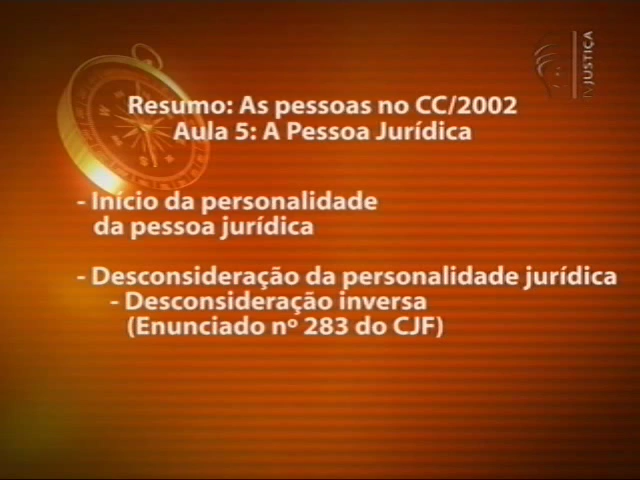 Resumo: As pessoas no CC/2002
Aula 5: A Pessoa Jurídica
- Início da personalidade
da pessoa jurídica
- Desconsideração da personalidade jurídica
- Desconsideração inversa
(Enunciado nº 283 do CJF)
TV JUSTIÇA